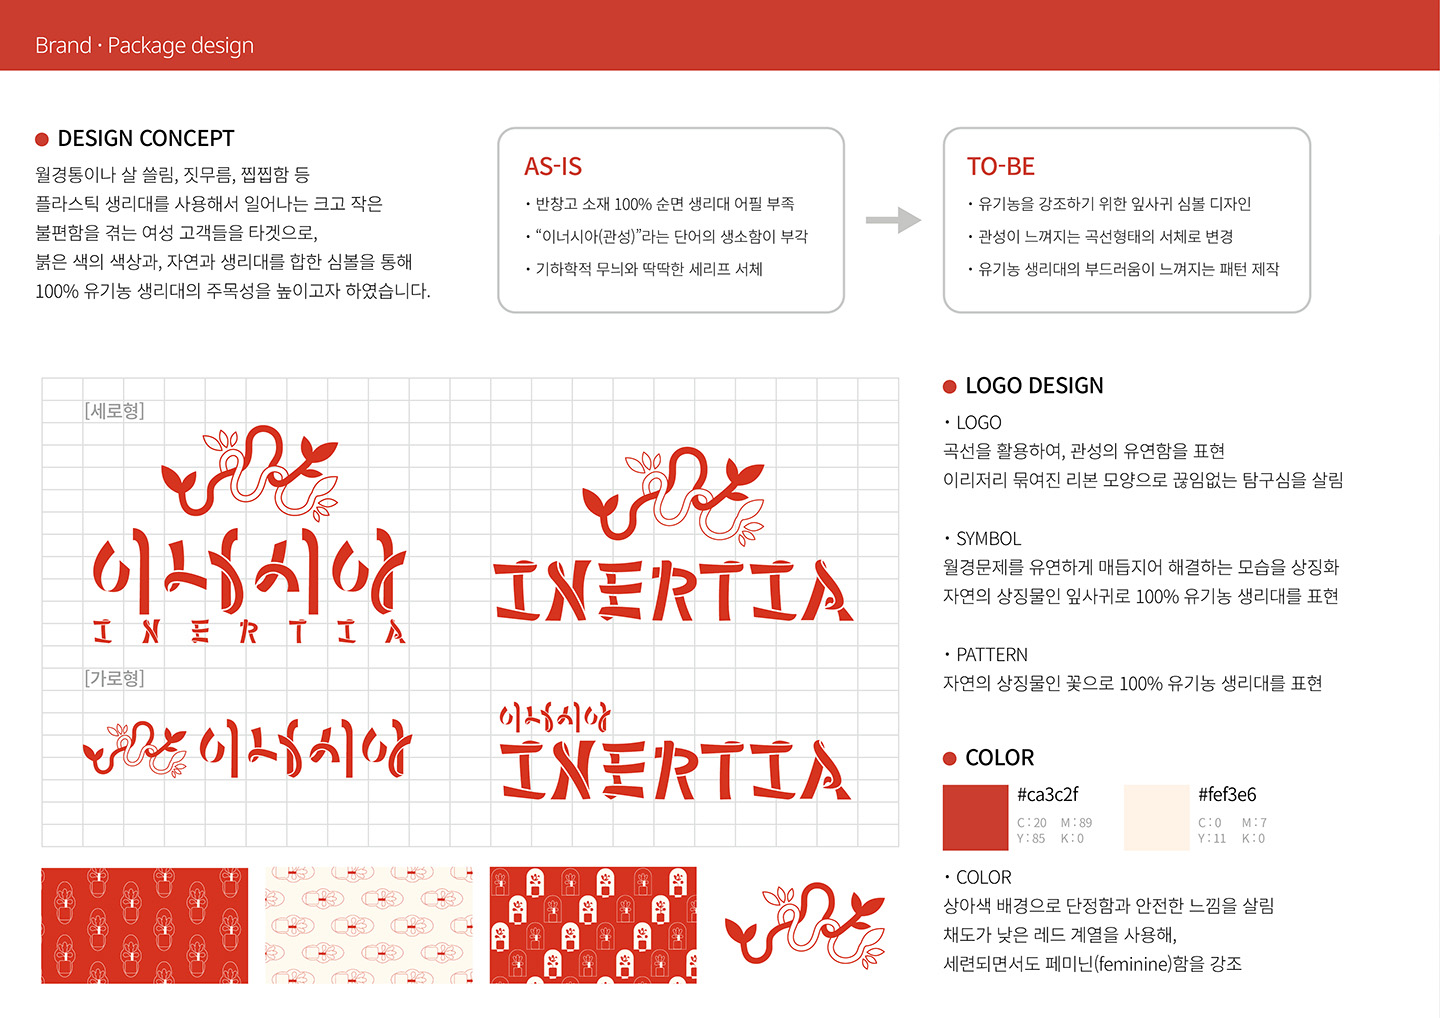 Brand · Package design
DESIGN CONCEPT
월경통이나 살 쓸림, 짓무름, 찝찝함 등
플라스틱 생리대를 사용해서 일어나는 크고 작은
불편함을 겪는 여성 고객들을 타겟으로,
붉은 색의 색상과, 자연과 생리대를 합한 심볼을 통해
100% 유기농 생리대의 주목성을 높이고자 하였습니다.
AS-IS
· 반창고 소재 100% 순면 생리대 어필 부족
· “이너시아(관성)”라는 단어의 생소함이 부각
· 기하학적 무늬와 딱딱한 세리프 서체
TO-BE
· 유기농을 강조하기 위한 잎사귀 심볼 디자인
· 관성이 느껴지는 곡선형태의 서체로 변경
· 유기농 생리대의 부드러움이 느껴지는 패턴 제작
[세로형]
이너시아
INERTIA
INERTIA
[가로형]
이너시아
이너시아
INERTIA
LOGO DESIGN
· LOGO
곡선을 활용하여, 관성의 유연함을 표현
이리저리 묶여진 리본 모양으로 끊임없는 탐구심을 살림
· SYMBOL
월경문제를 유연하게 매듭지어 해결하는 모습을 상징화
자연의 상징물인 잎사귀로 100% 유기농 생리대를 표현
· PATTERN
자연의 상징물인 꽃으로 100% 유기농 생리대를 표현
COLOR
#ca3c2f
C:20 M:89
Y:85 K:0
#fef3e6
C:0 M:7
Y:11 K:0
· COLOR
상아색 배경으로 단정함과 안전한 느낌을 살림
채도가 낮은 레드 계열을 사용해,
세련되면서도 페미닌(feminine)함을 강조